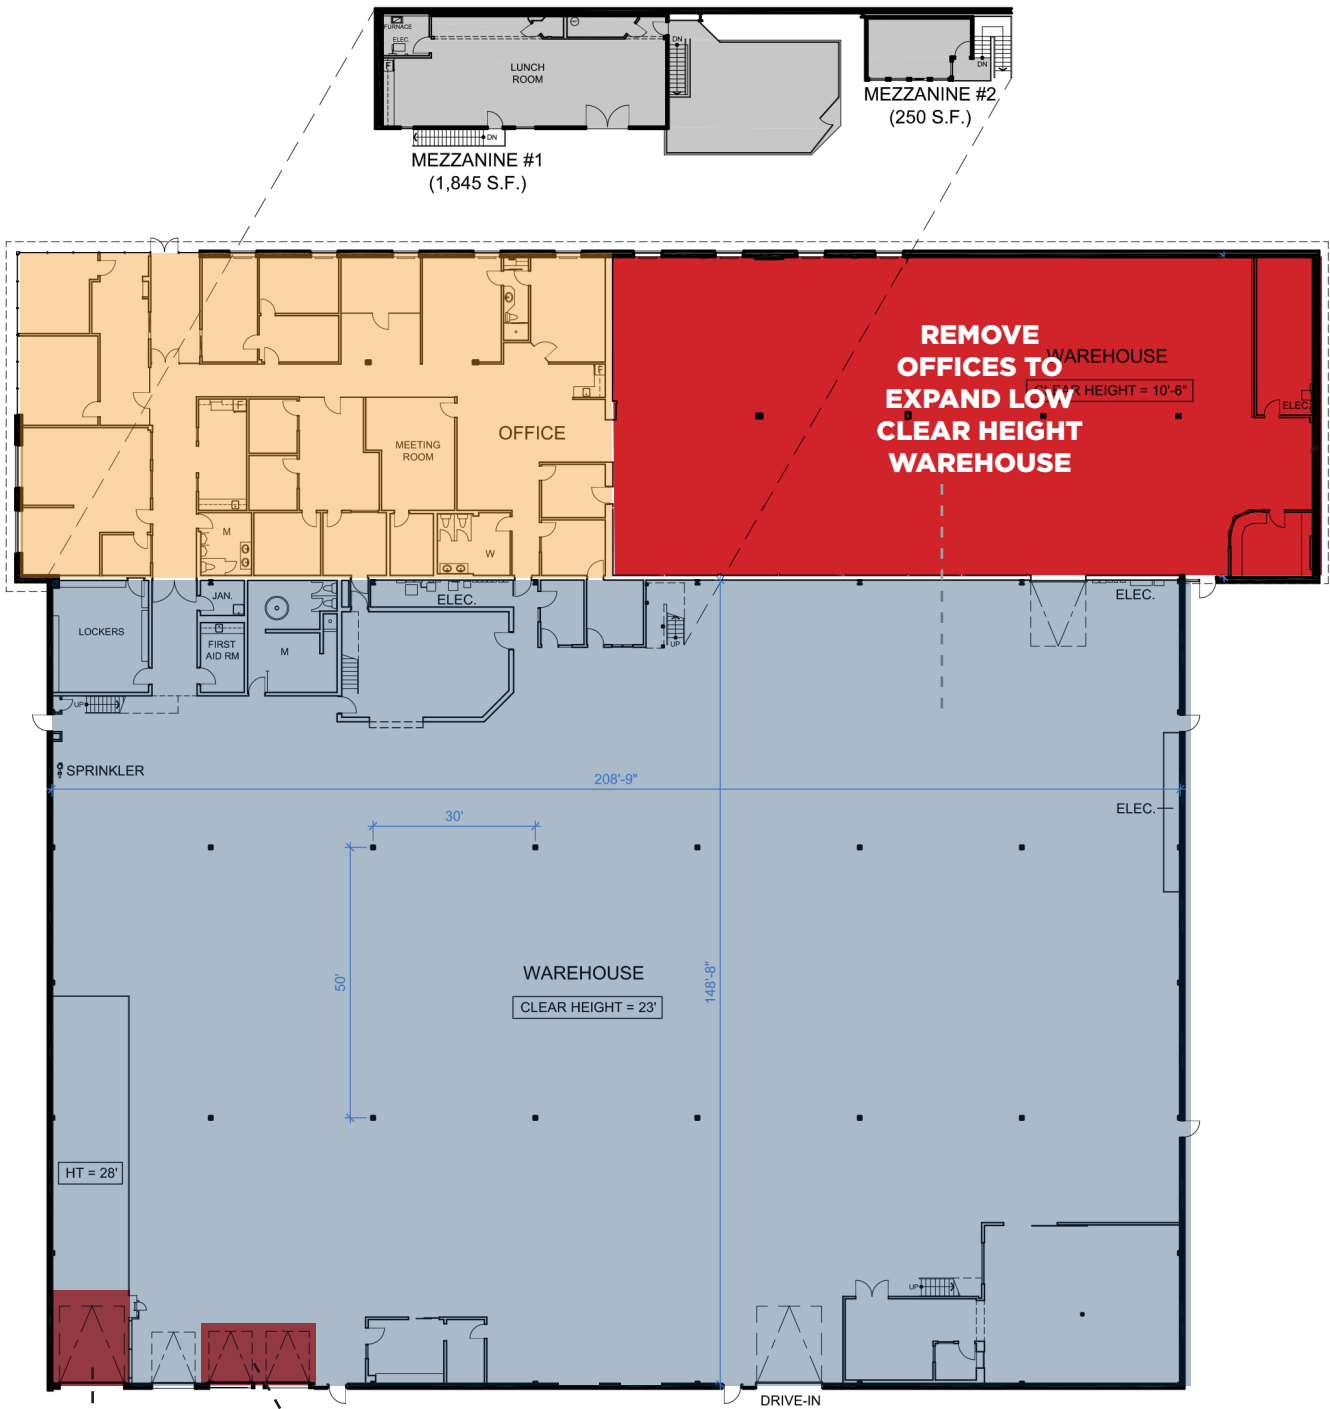 FURNACE
ELEC.
F
LUNCH
ROOM
DN
DN
DN
MEZZANINE #1
(1,845 S.F.)
MEZZANINE #2
(250 S.F.)
REMOVE
OFFICES TO
EXPAND LOW
CLEAR HEIGHT
WAREHOUSE
WAREHOUSE
CLEAR HEIGHT = 10'-6"
ELEC.
F
F
OFFICE
MEETING
ROOM
M
W
ELEC.
ELEC.
JAN.
LOCKERS
FIRST
AID RM
M
UP
UP
SPRINKLER
208'-9"
30'
ELEC.
50'
148'-8"
WAREHOUSE
CLEAR HEIGHT = 23'
HT = 28'
UP
DRIVE-IN